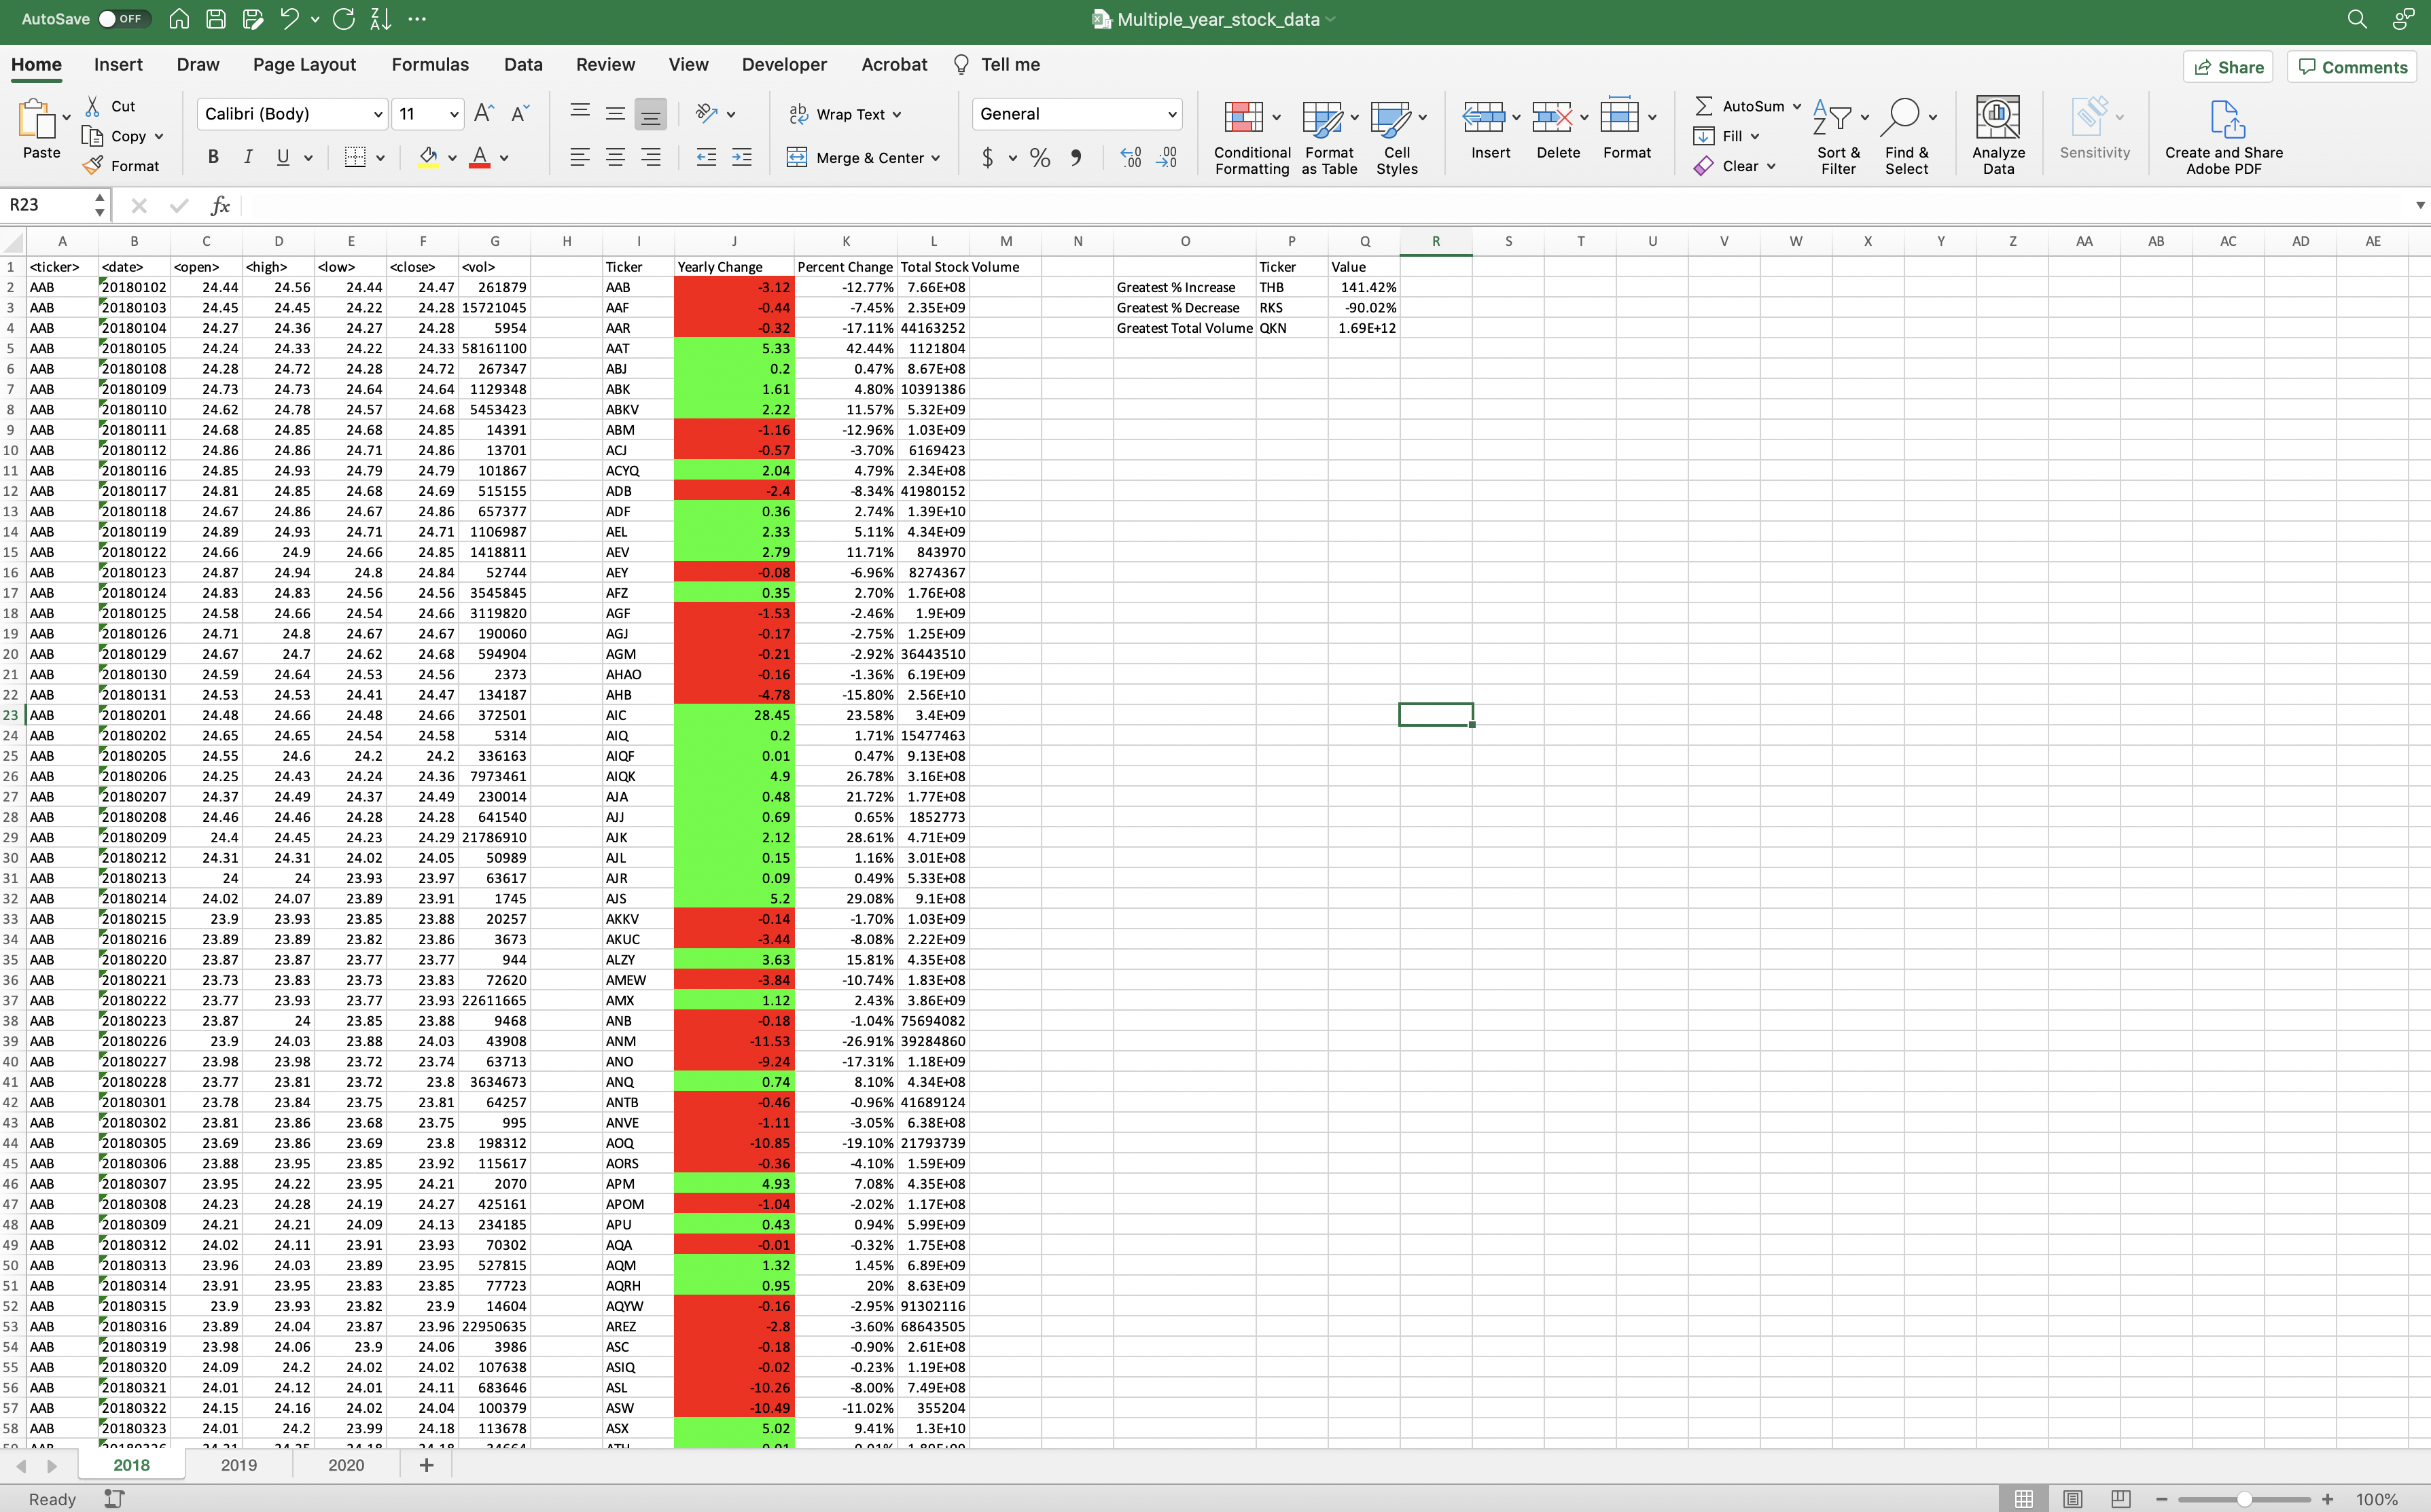 AutoSave OFF Multiple_year_stock_data
Home Insert Draw Page Layout Formulas Data Review View Developer Acrobat Tell me Share Comments
Paste Cut Copy Format
Calibri (Body) 11
B I U
Wrap Text
Merge & Center
General
$ % 9
Conditional Formatting
Format as Table
Cell Styles
Insert Delete Format
AutoSum
Fill
Clear
Sort & Filter
Find & Select
Analyze Data
Sensitivity
Create and Share Adobe PDF
R23 fx
A B C D E F G H I J K L M N O P Q R S T U V W X Y Z AA AB AC AD AE
1 <ticker> <date> <open> <high> <low> <close> <vol> Ticker Yearly Change Percent Change Total Stock Volume Ticker Value
2 AAB 20180102 24.44 24.56 24.44 24.47 261879 AAB -3.12 -12.77% 7.66E+08 Greatest % Increase THB 141.42%
3 AAB 20180103 24.45 24.45 24.22 24.28 15721045 AAF -0.44 -7.45% 2.35E+08 Greatest % Decrease RKS -90.02%
4 AAB 20180104 24.27 24.36 24.27 24.28 5954 AAR -0.32 -17.11% 44163252 Greatest Total Volume QKN 1.69E+12
5 AAB 20180105 24.24 24.33 24.22 24.33 58161100 AAT 5.33 42.44% 1121804
6 AAB 20180108 24.28 24.72 24.28 24.72 267347 ABJ 0.2 0.47% 8.67E+08
7 AAB 20180109 24.73 24.73 24.64 24.64 1129348 ABK 1.61 4.80% 10391386
8 AAB 20180110 24.62 24.78 24.57 24.68 5453423 ABKV 2.22 11.57% 5.32E+09
9 AAB 20180111 24.68 24.85 24.68 24.85 14391 ABM -1.16 -12.96% 1.03E+09
10 AAB 20180112 24.86 24.86 24.71 24.86 13701 ACJ -0.57 -3.70% 6169423
11 AAB 20180116 24.85 24.93 24.79 24.79 101867 ACYQ 2.04 4.79% 2.34E+08
12 AAB 20180117 24.81 24.85 24.68 24.69 515155 ADB -2.4 -8.34% 41980152
13 AAB 20180118 24.67 24.86 24.67 24.86 657377 ADF 0.36 2.74% 1.39E+10
14 AAB 20180119 24.89 24.93 24.71 24.71 1106987 AEL 2.33 5.11% 4.34E+09
15 AAB 20180122 24.66 24.9 24.66 24.85 1418811 AEV 2.79 11.71% 843970
16 AAB 20180123 24.87 24.94 24.8 24.84 52744 AEY -0.08 -6.96% 8274367
17 AAB 20180124 24.83 24.83 24.56 24.56 3545845 AFZ 0.35 2.70% 1.76E+08
18 AAB 20180125 24.58 24.66 24.54 24.66 3119820 AGF -1.53 -2.46% 1.9E+09
19 AAB 20180126 24.71 24.8 24.67 24.67 190060 AGJ -0.17 -2.75% 1.25E+09
20 AAB 20180129 24.67 24.7 24.62 24.68 594904 AGM -0.21 -2.92% 36443510
21 AAB 20180130 24.59 24.64 24.53 24.56 2373 AHAO -0.16 -1.36% 6.19E+09
22 AAB 20180131 24.53 24.53 24.41 24.47 134187 AHB -4.78 -15.80% 2.56E+10
23 AAB 20180201 24.48 24.66 24.48 24.66 372501 AIC 28.45 23.58% 3.4E+09
24 AAB 20180202 24.65 24.65 24.54 24.58 5314 AIQ 0.2 1.71% 15477463
25 AAB 20180205 24.55 24.6 24.2 24.2 336163 AIQF 0.01 0.47% 9.13E+08
26 AAB 20180206 24.25 24.43 24.24 24.36 7973461 AIQK 4.9 26.78% 3.16E+08
27 AAB 20180207 24.37 24.49 24.37 24.49 230014 AJA 0.48 21.72% 1.77E+08
28 AAB 20180208 24.46 24.46 24.28 24.28 641540 AJJ 0.69 0.65% 1852773
29 AAB 20180209 24.4 24.45 24.23 24.29 21786910 AJK 2.12 28.61% 4.71E+09
30 AAB 20180212 24.31 24.31 24.02 24.05 50989 AJL 0.15 1.16% 3.01E+08
31 AAB 20180213 24 24 23.93 23.97 63617 AJR 0.09 0.49% 5.33E+08
32 AAB 20180214 24.02 24.07 23.89 23.91 1745 AJS 5.2 29.08% 9.1E+08
33 AAB 20180215 23.9 23.93 23.85 23.88 20257 AKKV -0.14 -1.70% 1.03E+09
34 AAB 20180216 23.89 23.89 23.82 23.86 3673 AKUC -3.44 -8.08% 2.22E+09
35 AAB 20180220 23.87 23.87 23.77 23.77 944 ALZY 3.63 15.81% 4.35E+08
36 AAB 20180221 23.73 23.83 23.73 23.83 72620 AMEW -3.84 -10.74% 1.83E+08
37 AAB 20180222 23.77 23.93 23.77 23.93 22611665 AMX 1.12 2.43% 3.86E+09
38 AAB 20180223 23.87 24 23.85 23.88 9468 ANB -0.18 -1.04% 75694082
39 AAB 20180226 23.9 24.03 23.88 24.03 43908 ANM -11.53 -26.91% 39284860
40 AAB 20180227 23.98 23.98 23.72 23.74 63713 ANO -9.24 -17.31% 1.18E+09
41 AAB 20180228 23.77 23.81 23.72 23.8 3634673 ANQ 0.74 8.10% 4.34E+08
42 AAB 20180301 23.78 23.84 23.75 23.81 64257 ANTB -0.46 -0.96% 41689124
43 AAB 20180302 23.81 23.86 23.68 23.75 995 ANVE -1.11 -3.05% 6.38E+08
44 AAB 20180305 23.69 23.86 23.69 23.8 198312 AOQ -10.85 -19.10% 21793739
45 AAB 20180306 23.88 23.95 23.85 23.92 115617 AORS -0.36 -4.10% 1.59E+09
46 AAB 20180307 23.95 24.22 23.95 24.21 2070 APM 4.93 7.08% 4.35E+08
47 AAB 20180308 24.23 24.28 24.19 24.27 425161 APOM -1.04 -2.02% 1.17E+08
48 AAB 20180309 24.21 24.21 24.09 24.13 234185 APU 0.43 0.94% 5.99E+09
49 AAB 20180312 24.02 24.11 23.91 23.93 70302 AQA -0.01 -0.32% 1.75E+08
50 AAB 20180313 23.96 24.03 23.89 23.95 527815 AQM 1.32 1.45% 6.89E+09
51 AAB 20180314 23.91 23.95 23.83 23.85 77723 AQRH 0.95 20% 8.63E+09
52 AAB 20180315 23.9 23.93 23.82 23.9 14604 AQYW -0.16 -2.95% 91302116
53 AAB 20180316 23.89 24.04 23.87 23.96 22950635 AREZ -2.8 -3.60% 68643505
54 AAB 20180319 23.98 24.06 23.9 24.06 3986 ASC -0.18 -0.90% 2.61E+08
55 AAB 20180320 24.09 24.2 24.02 24.02 107638 ASIQ -0.02 -0.23% 1.19E+08
56 AAB 20180321 24.01 24.12 24.01 24.11 683646 ASL -10.26 -8.00% 7.49E+08
57 AAB 20180322 24.15 24.16 24.02 24.04 100379 ASW -10.49 -11.02% 355204
58 AAB 20180323 24.01 24.2 23.99 24.18 113678 ASX 5.02 9.41% 1.3E+10
2018 2019 2020 +
Ready 100%